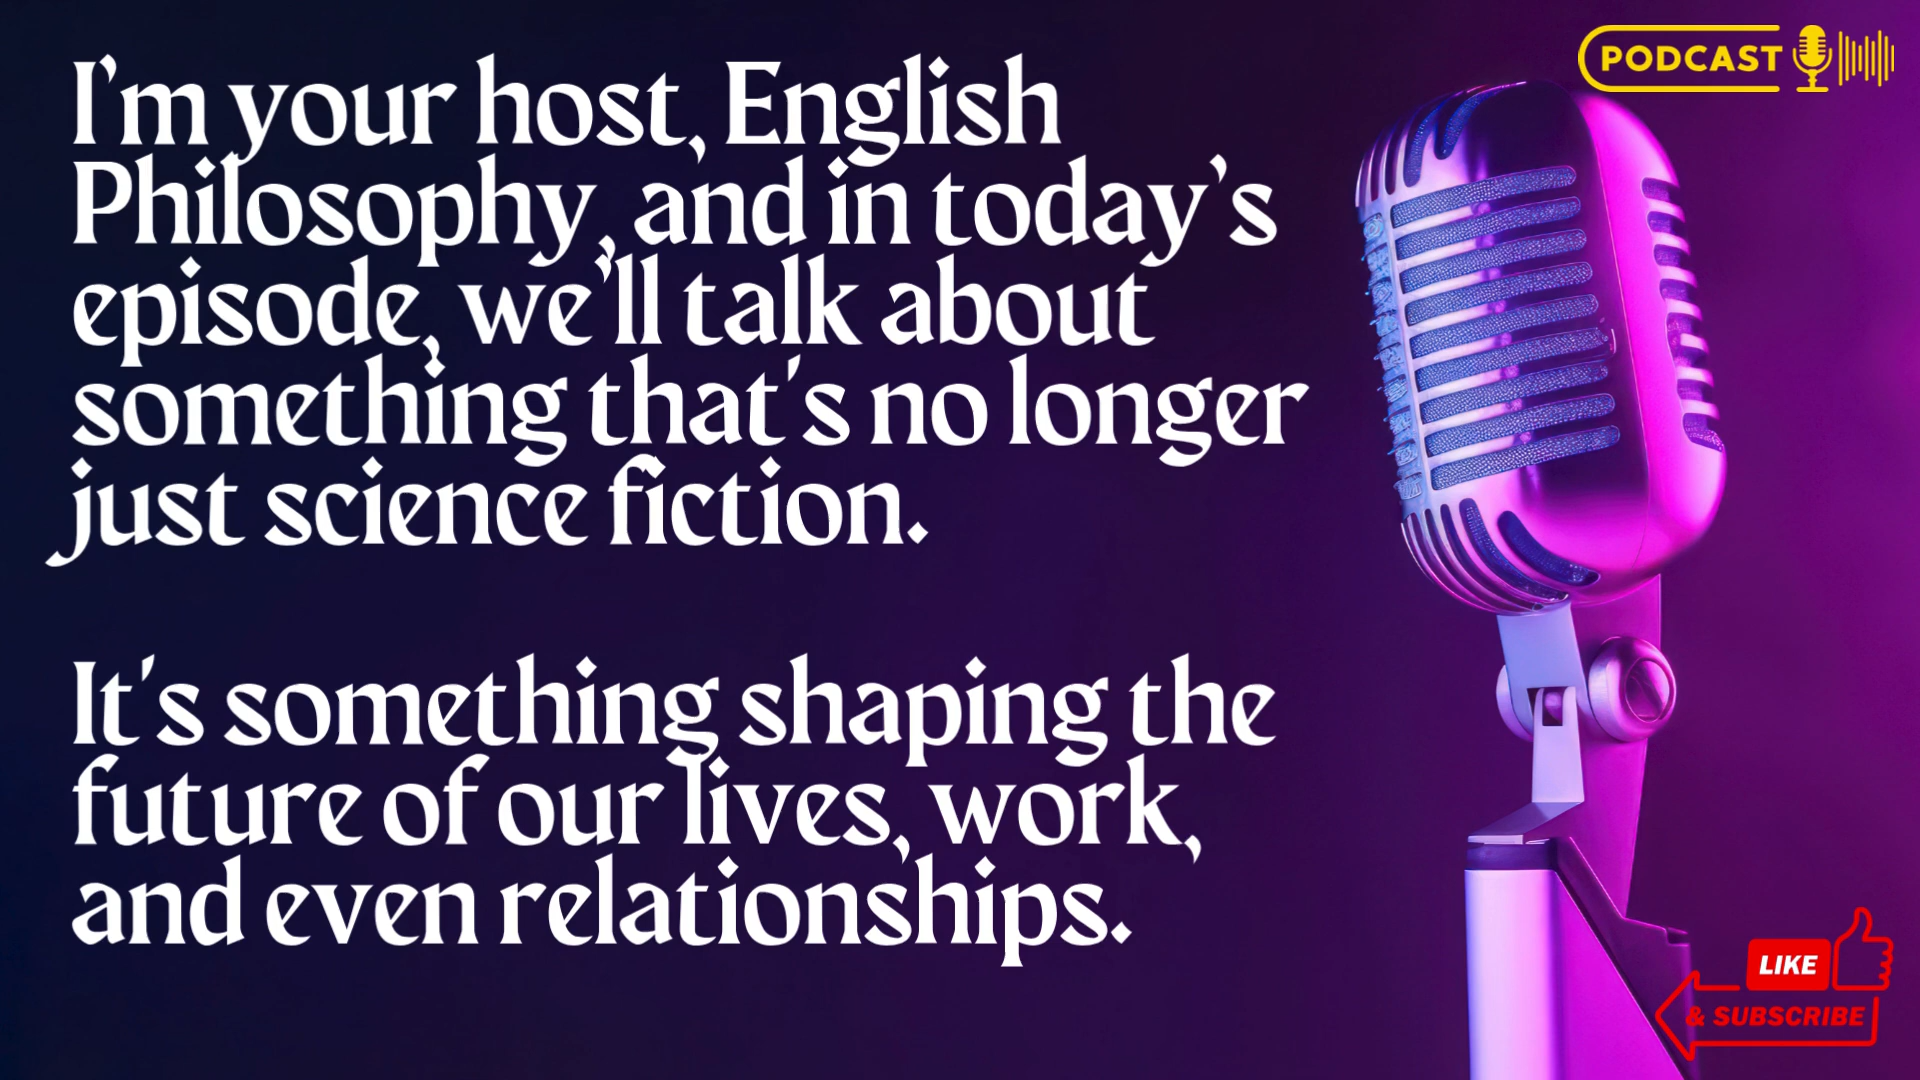 PODCAST
I'm your host, English
Philosophy, and in today's
episode, we'll talk about
something that's no longer
just science fiction.
It's something shaping the
future of our lives, work,
and even relationships.
LIKE
& SUBSCRIBE